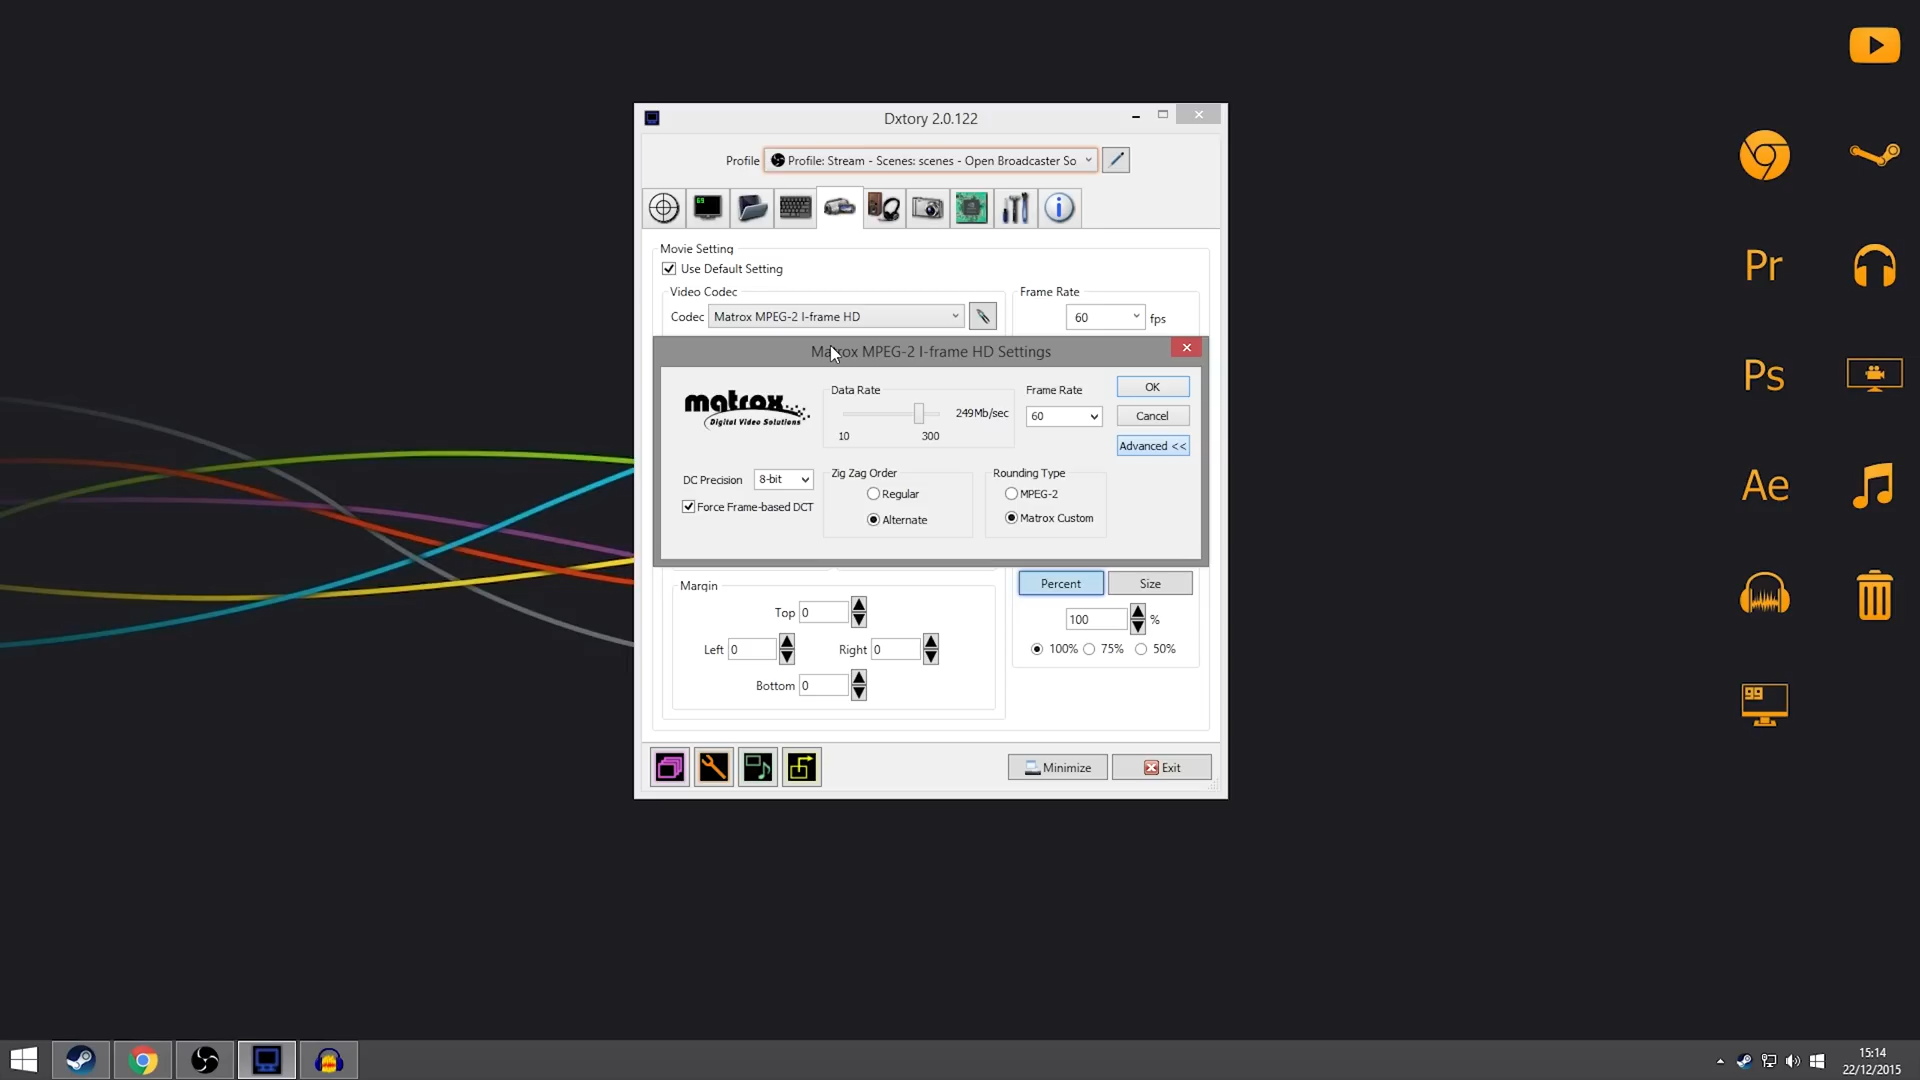 Dxtory 2.0.122
Profile
Profile: Stream - Scenes: scenes - Open Broadcaster So
69
Movie Setting
Use Default Setting
Video Codec
Codec
Matrox MPEG-2 I-frame HD
Frame Rate
60
fps
Matrox MPEG-2 I-frame HD Settings
matrox
Digital Video Solutions
Data Rate
249Mb/sec
10
300
Frame Rate
60
OK
Cancel
Advanced <<
DC Precision
8-bit
Force Frame-based DCT
Zig Zag Order
Regular
Alternate
Rounding Type
MPEG-2
Matrox Custom
Margin
Top
0
Left
0
Right
0
Bottom
0
Percent
Size
100
%
100%
75%
50%
Minimize
Exit
Pr
Ps
Ae
99
15:14
22/12/2015